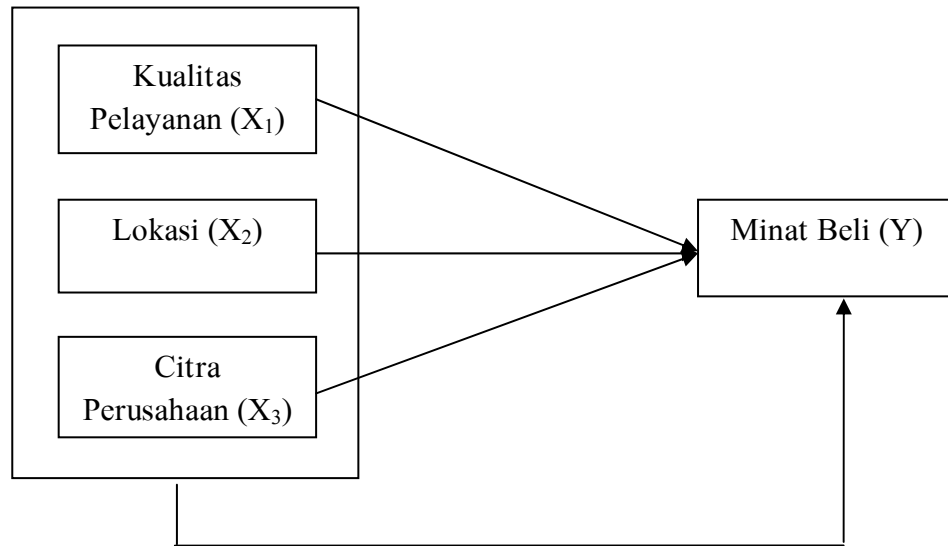 Kualitas
Pelayanan (X₁)
Lokasi (X₂)
Minat Beli (Y)
Citra
Perusahaan (X₃)